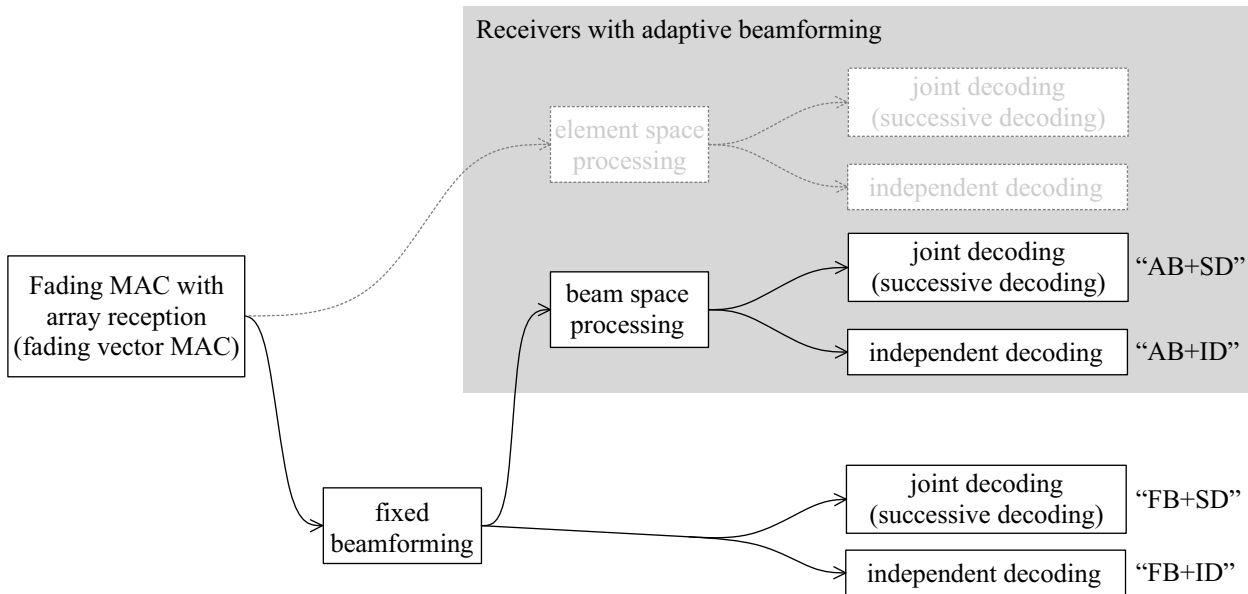 Receivers with adaptive beamforming
joint decoding
(successive decoding)
element space
processing
independent decoding
joint decoding
(successive decoding)
“AB+SD”
Fading MAC with
array reception
(fading vector MAC)
beam space
processing
independent decoding
“AB+ID”
joint decoding
(successive decoding)
“FB+SD”
fixed
beamforming
independent decoding
“FB+ID”